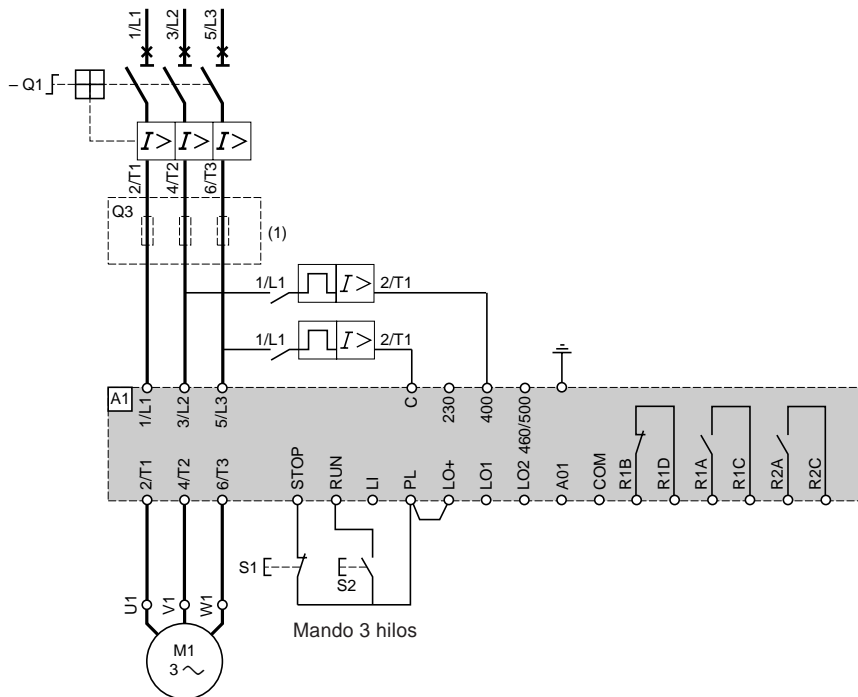 1/L1
3/L2
5/L3
– Q1
I >
I >
I >
2/T1
4/T2
6/T3
Q3
(1)
1/L1
I >
2/T1
1/L1
I >
2/T1
A1
1/L1
3/L2
5/L3
C
230
400
460/500
2/T1
4/T2
6/T3
STOP
RUN
LI
PL
LO+
LO1
LO2
A01
COM
R1B
R1D
R1A
R1C
R2A
R2C
S1
S2
U1
V1
W1
Mando 3 hilos
M1
3